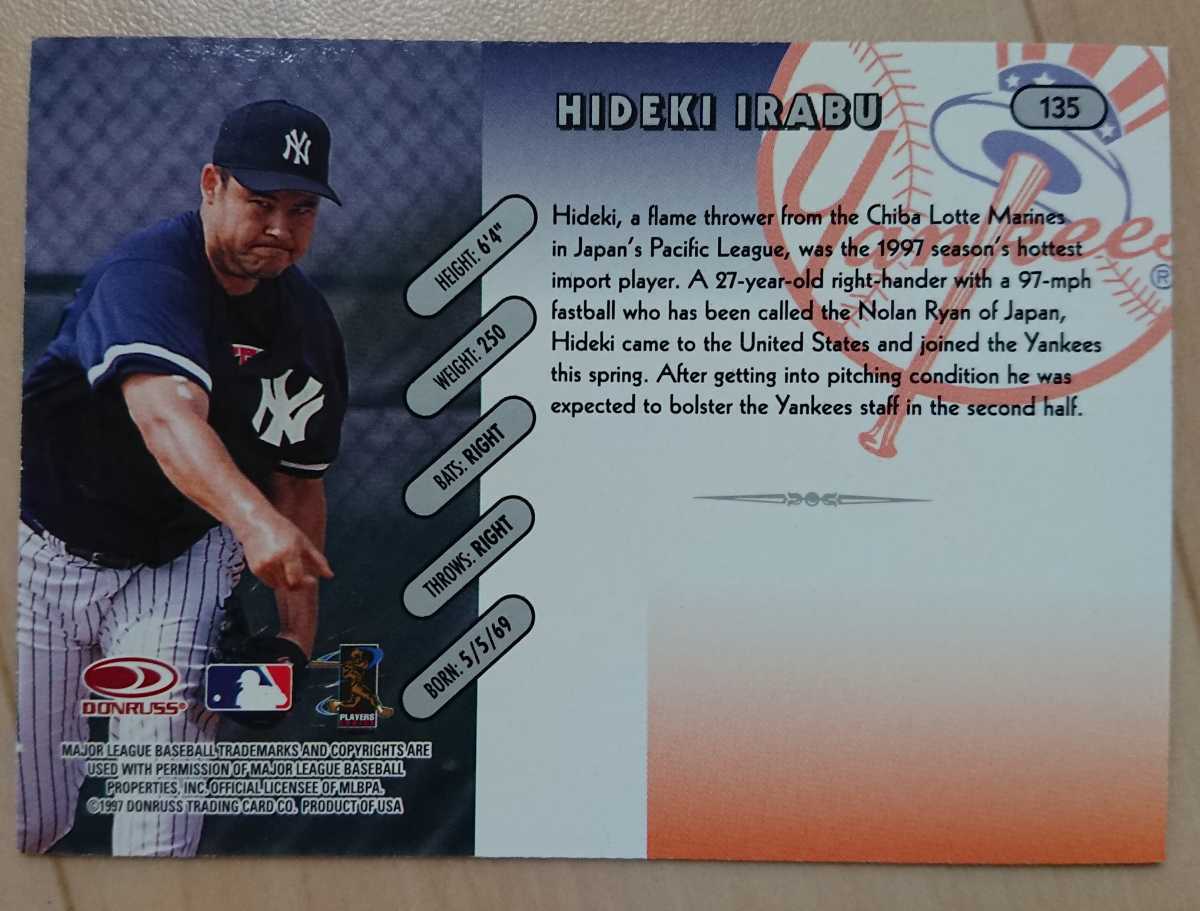 HIDEKI IRABU
135
Yankees
®
Hideki, a flame thrower from the Chiba Lotte Marines
in Japan's Pacific League, was the 1997 season's hottest
import player. A 27-year-old right-hander with a 97-mph
fastball who has been called the Nolan Ryan of Japan,
Hideki came to the United States and joined the Yankees
this spring. After getting into pitching condition he was
expected to bolster the Yankees staff in the second half.
HEIGHT: 6'4"
WEIGHT: 250
BATS: RIGHT
THROWS: RIGHT
BORN: 5/5/69
NY
NY
DONRUSS®
PLAYERS
MAJOR LEAGUE BASEBALL TRADEMARKS AND COPYRIGHTS ARE
USED WITH PERMISSION OF MAJOR LEAGUE BASEBALL
PROPERTIES, INC. OFFICIAL LICENSEE OF MLBPA.
©1997 DONRUSS TRADING CARD CO. PRODUCT OF USA